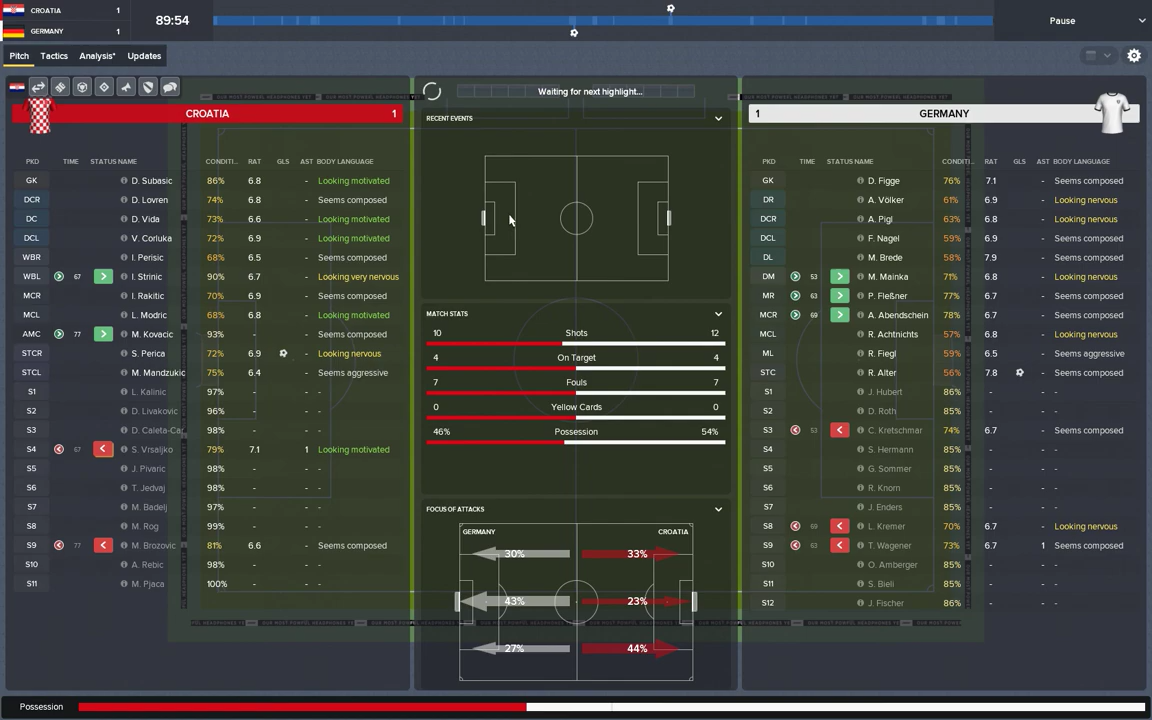 CROATIA 1
GERMANY 1
89:54
Pause
Pitch Tactics Analysis* Updates
Waiting for next highlight...
CROATIA 1
PKD TIME STATUS NAME CONDITI... RAT GLS AST BODY LANGUAGE
GK D. Subasic 86% 6.8 - Looking motivated
DCR D. Lovren 74% 6.8 - Seems composed
DC D. Vida 73% 6.6 - Looking motivated
DCL V. Corluka 72% 6.9 - Looking motivated
WBR I. Perisic 68% 6.5 - Seems composed
WBL 67 I. Strinic 90% 6.7 - Looking very nervous
MCR I. Rakitic 70% 6.9 - Seems composed
MCL L. Modric 68% 6.8 - Looking motivated
AMC 77 M. Kovacic 93% - - Seems composed
STCR S. Perica 72% 6.9 - Looking nervous
STCL M. Mandzukic 75% 6.4 - Seems aggressive
S1 L. Kalinic 97% - - -
S2 D. Livakovic 96% - - -
S3 D. Caleta-Car 98% - - -
S4 67 S. Vrsaljko 79% 7.1 1 Looking motivated
S5 J. Pivaric 98% - - -
S6 T. Jedvaj 98% - - -
S7 M. Badelj 97% - - -
S8 M. Rog 99% - - -
S9 77 M. Brozovic 81% 6.6 - Seems composed
S10 A. Rebic 98% - - -
S11 M. Pjaca 100% - - -
RECENT EVENTS
MATCH STATS
10 Shots 12
4 On Target 4
7 Fouls 7
0 Yellow Cards 0
46% Possession 54%
FOCUS OF ATTACKS
GERMANY CROATIA
30% 33%
43% 23%
27% 44%
1 GERMANY
PKD TIME STATUS NAME CONDITI... RAT GLS AST BODY LANGUAGE
GK D. Figge 76% 7.1 - Seems composed
DR A. Völker 61% 6.9 - Looking nervous
DCR A. Pigl 63% 6.8 - Looking nervous
DCL F. Nagel 59% 6.9 - Seems composed
DL M. Brede 58% 7.9 - Seems composed
DM 53 M. Mainka 71% 6.8 - Looking nervous
MR 63 P. Fleßner 77% 6.7 - Seems composed
MCR 69 A. Abendschein 78% 6.7 - Seems composed
MCL R. Achtnichts 57% 6.8 - Looking nervous
ML R. Fiegl 59% 6.5 - Seems aggressive
STC R. Alter 56% 7.8 - Seems composed
S1 J. Hubert 86% - - -
S2 D. Roth 85% - - -
S3 53 C. Kretschmar 74% 6.7 - Seems composed
S4 S. Hermann 85% - - -
S5 G. Sommer 85% - - -
S6 R. Knorn 85% - - -
S7 J. Enders 85% - - -
S8 69 L. Kremer 70% 6.7 - Looking nervous
S9 63 T. Wagener 73% 6.7 1 Seems composed
S10 O. Amberger 85% - - -
S11 S. Bieli 85% - - -
S12 J. Fischer 86% - - -
Possession